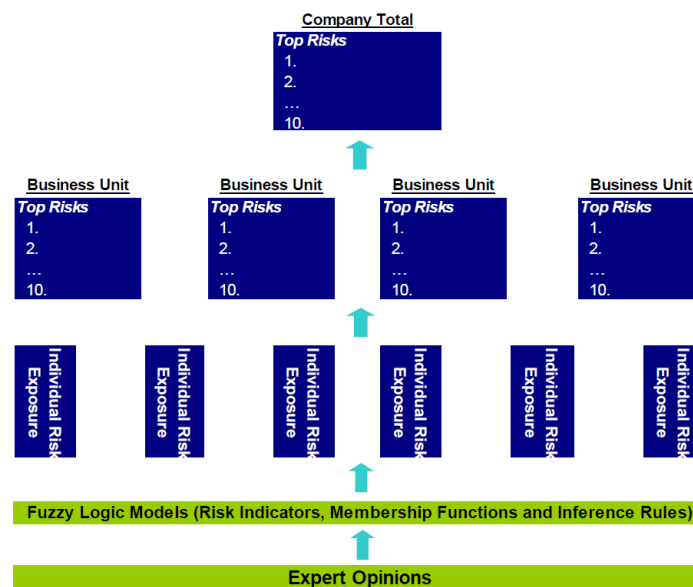 Company Total
Top Risks
1.
2.
...
10.
Business Unit
Top Risks
1.
2.
...
10.
Business Unit
Top Risks
1.
2.
...
10.
Business Unit
Top Risks
1.
2.
...
10.
Business Unit
Top Risks
1.
2.
...
10.
Individual Risk
Exposure
Individual Risk
Exposure
Individual Risk
Exposure
Individual Risk
Exposure
Individual Risk
Exposure
Individual Risk
Exposure
Fuzzy Logic Models (Risk Indicators, Membership Functions and Inference Rules)
Expert Opinions